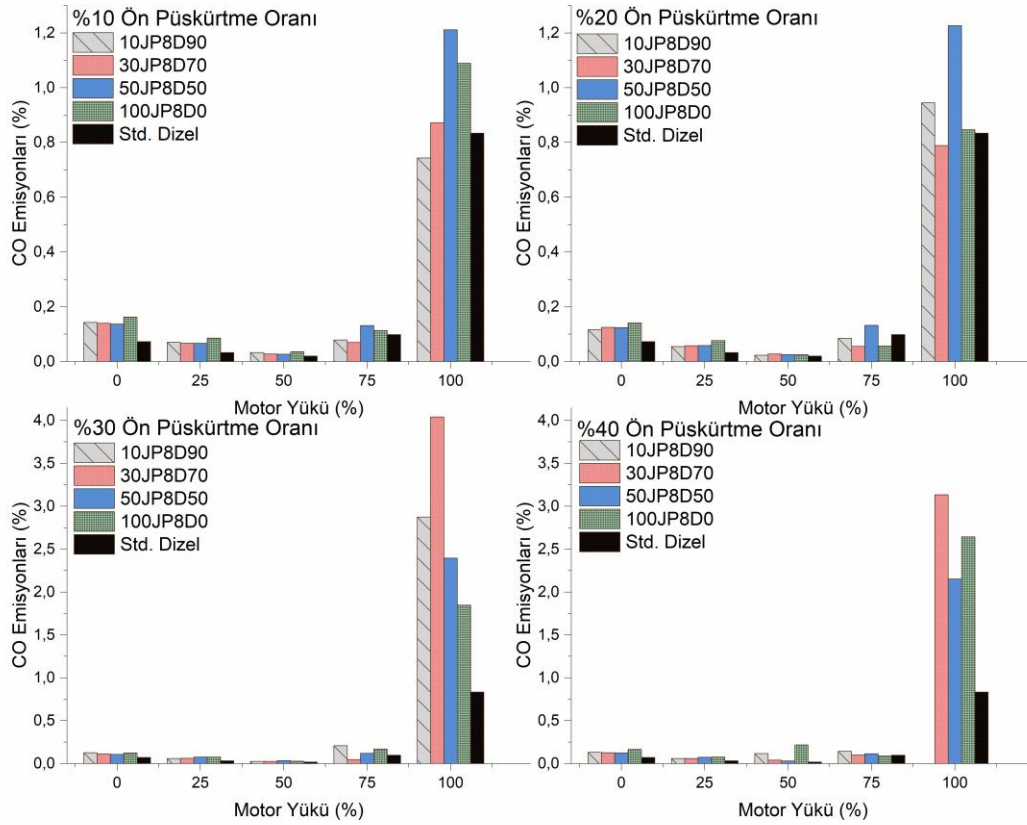 %10 Ön Püskürtme Oranı
10JP8D90
30JP8D70
50JP8D50
100JP8D0
Std. Dizel
CO Emisyonları (%)
1,2
1,0
0,8
0,6
0,4
0,2
0,0
0 25 50 75 100
Motor Yükü (%)
%20 Ön Püskürtme Oranı
10JP8D90
30JP8D70
50JP8D50
100JP8D0
Std. Dizel
CO Emisyonları (%)
1,2
1,0
0,8
0,6
0,4
0,2
0,0
0 25 50 75 100
Motor Yükü (%)
%30 Ön Püskürtme Oranı
10JP8D90
30JP8D70
50JP8D50
100JP8D0
Std. Dizel
CO Emisyonları (%)
4,0
3,5
3,0
2,5
2,0
1,5
1,0
0,5
0,0
0 25 50 75 100
Motor Yükü (%)
%40 Ön Püskürtme Oranı
10JP8D90
30JP8D70
50JP8D50
100JP8D0
Std. Dizel
CO Emisyonları (%)
4,0
3,5
3,0
2,5
2,0
1,5
1,0
0,5
0,0
0 25 50 75 100
Motor Yükü (%)